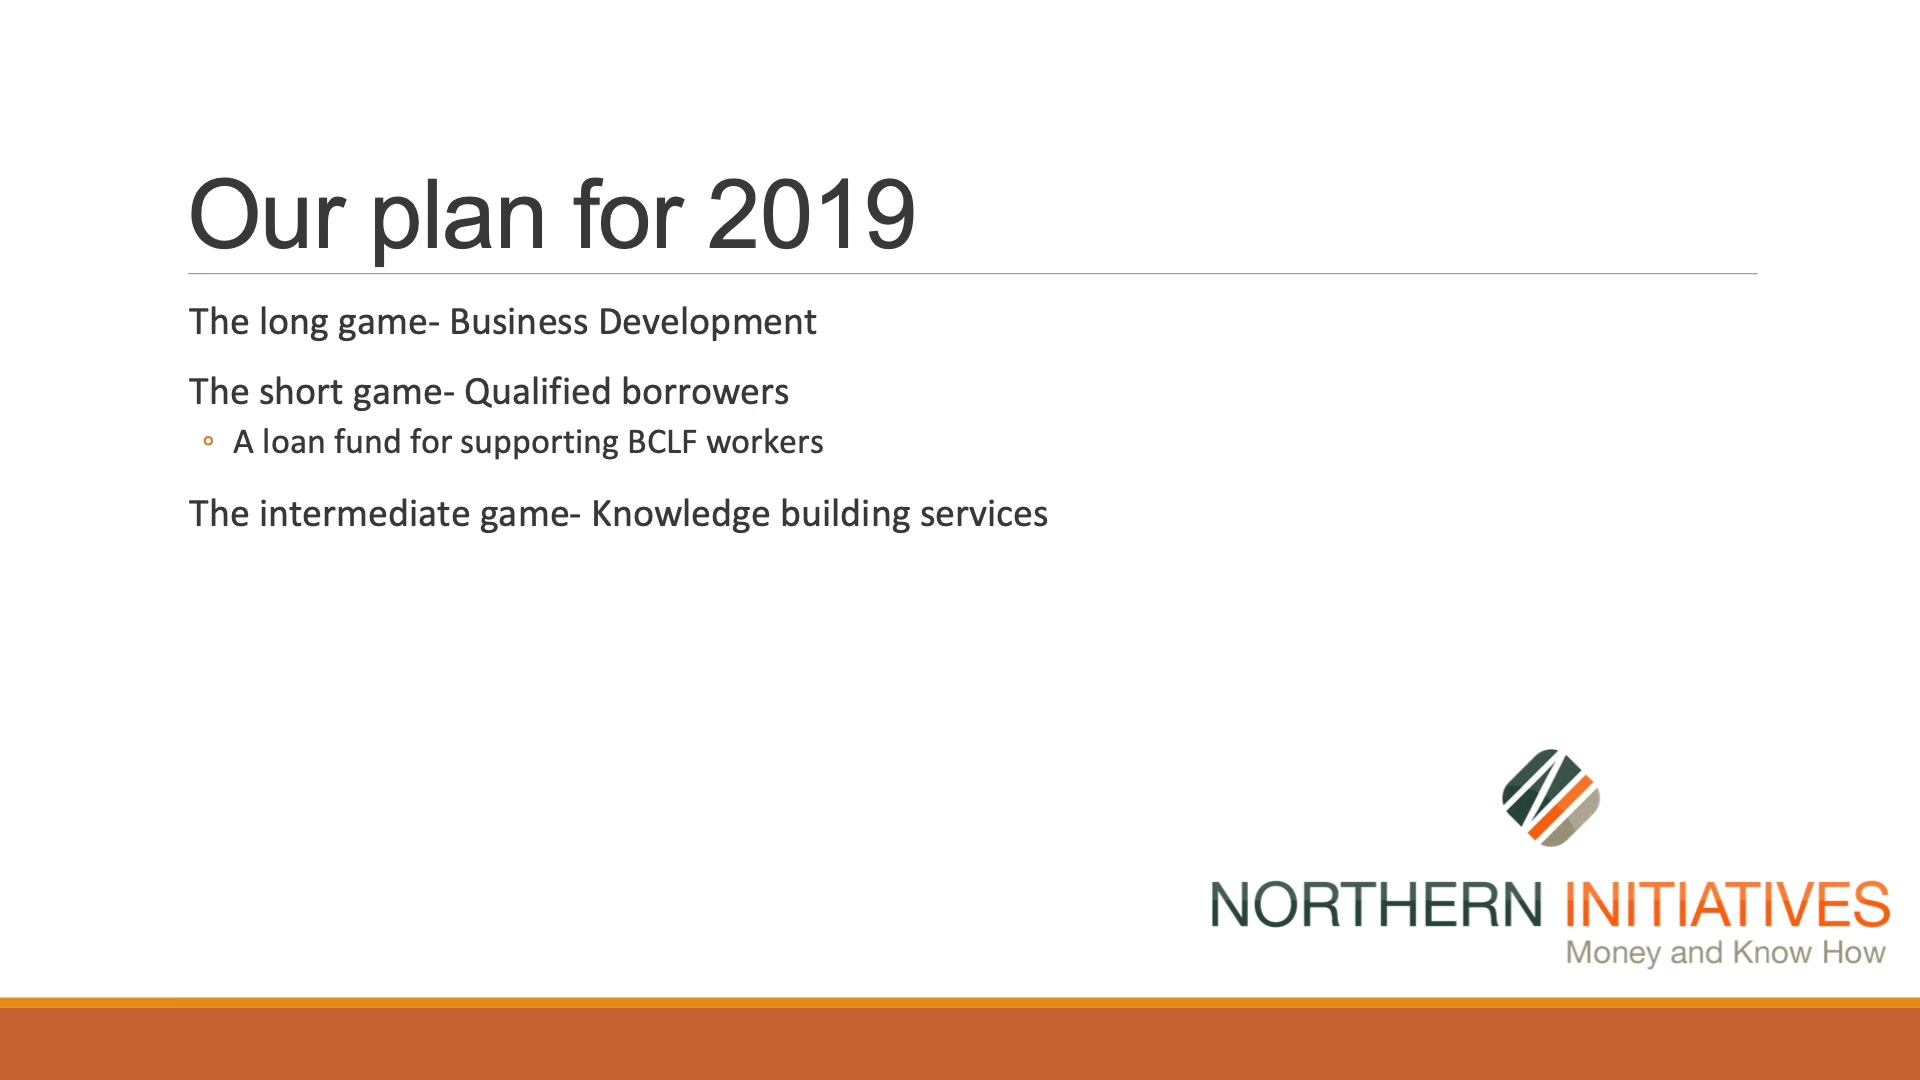 Our plan for 2019
The long game- Business Development
The short game- Qualified borrowers
◦ A loan fund for supporting BCLF workers
The intermediate game- Knowledge building services
NORTHERN INITIATIVES
Money and Know How